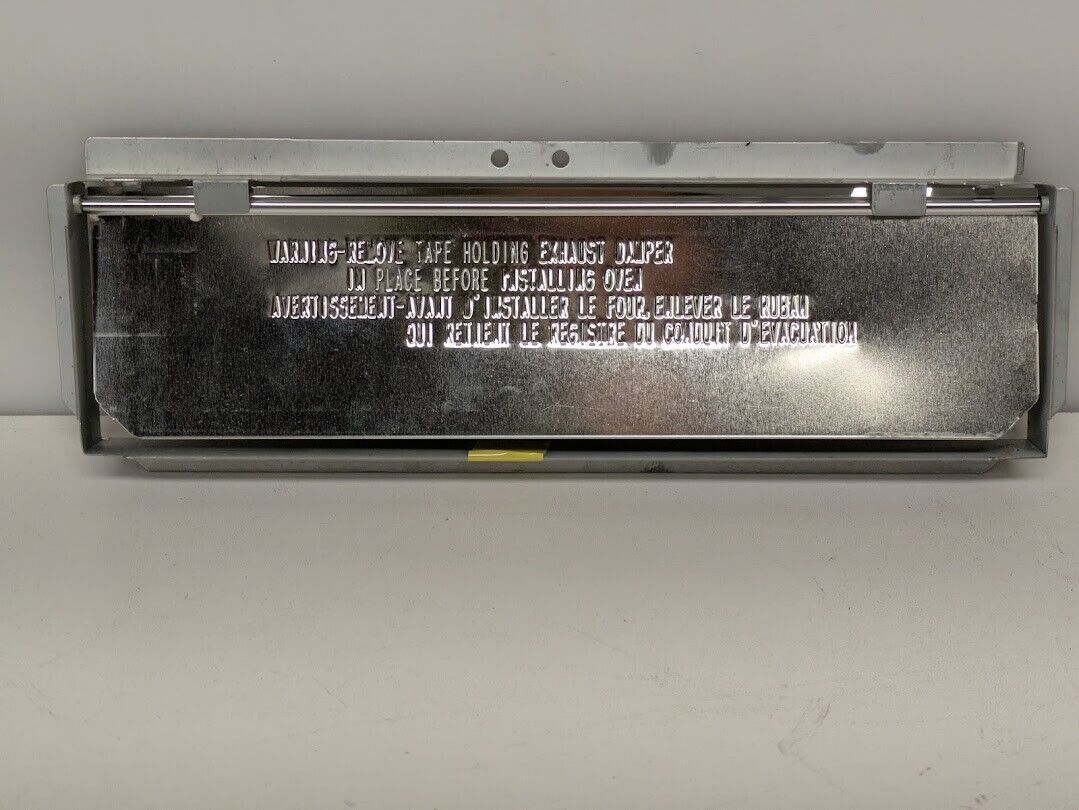 WARNING-REMOVE TAPE HOLDING EXHAUST DAMPER
IN PLACE BEFORE INSTALLING OVEN
AVERTISSEMENT-AVANT D'INSTALLER LE FOUR, ENLEVER LE RUBAN
QUI RETIENT LE REGISTRE DU CONDUIT D'EVACUATION